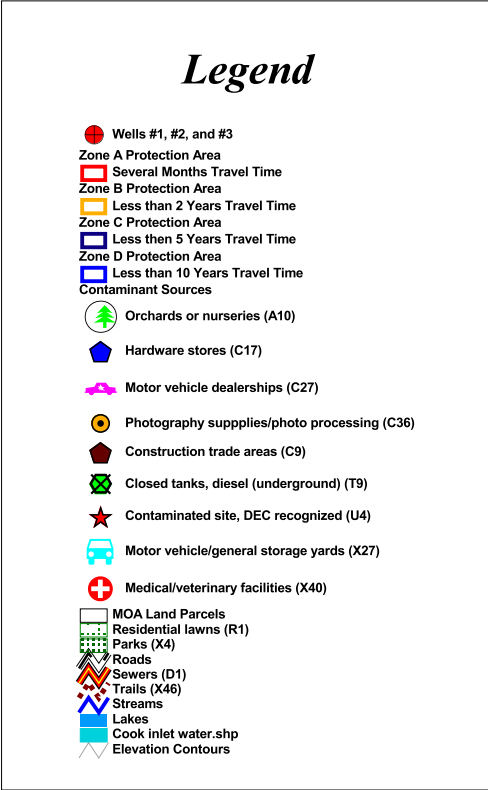 Legend
Wells #1, #2, and #3
Zone A Protection Area
Several Months Travel Time
Zone B Protection Area
Less than 2 Years Travel Time
Zone C Protection Area
Less then 5 Years Travel Time
Zone D Protection Area
Less than 10 Years Travel Time
Contaminant Sources
Orchards or nurseries (A10)
Hardware stores (C17)
Motor vehicle dealerships (C27)
Photography suppplies/photo processing (C36)
Construction trade areas (C9)
Closed tanks, diesel (underground) (T9)
Contaminated site, DEC recognized (U4)
Motor vehicle/general storage yards (X27)
Medical/veterinary facilities (X40)
MOA Land Parcels
Residential lawns (R1)
Parks (X4)
Roads
Sewers (D1)
Trails (X46)
Streams
Lakes
Cook inlet water.shp
Elevation Contours